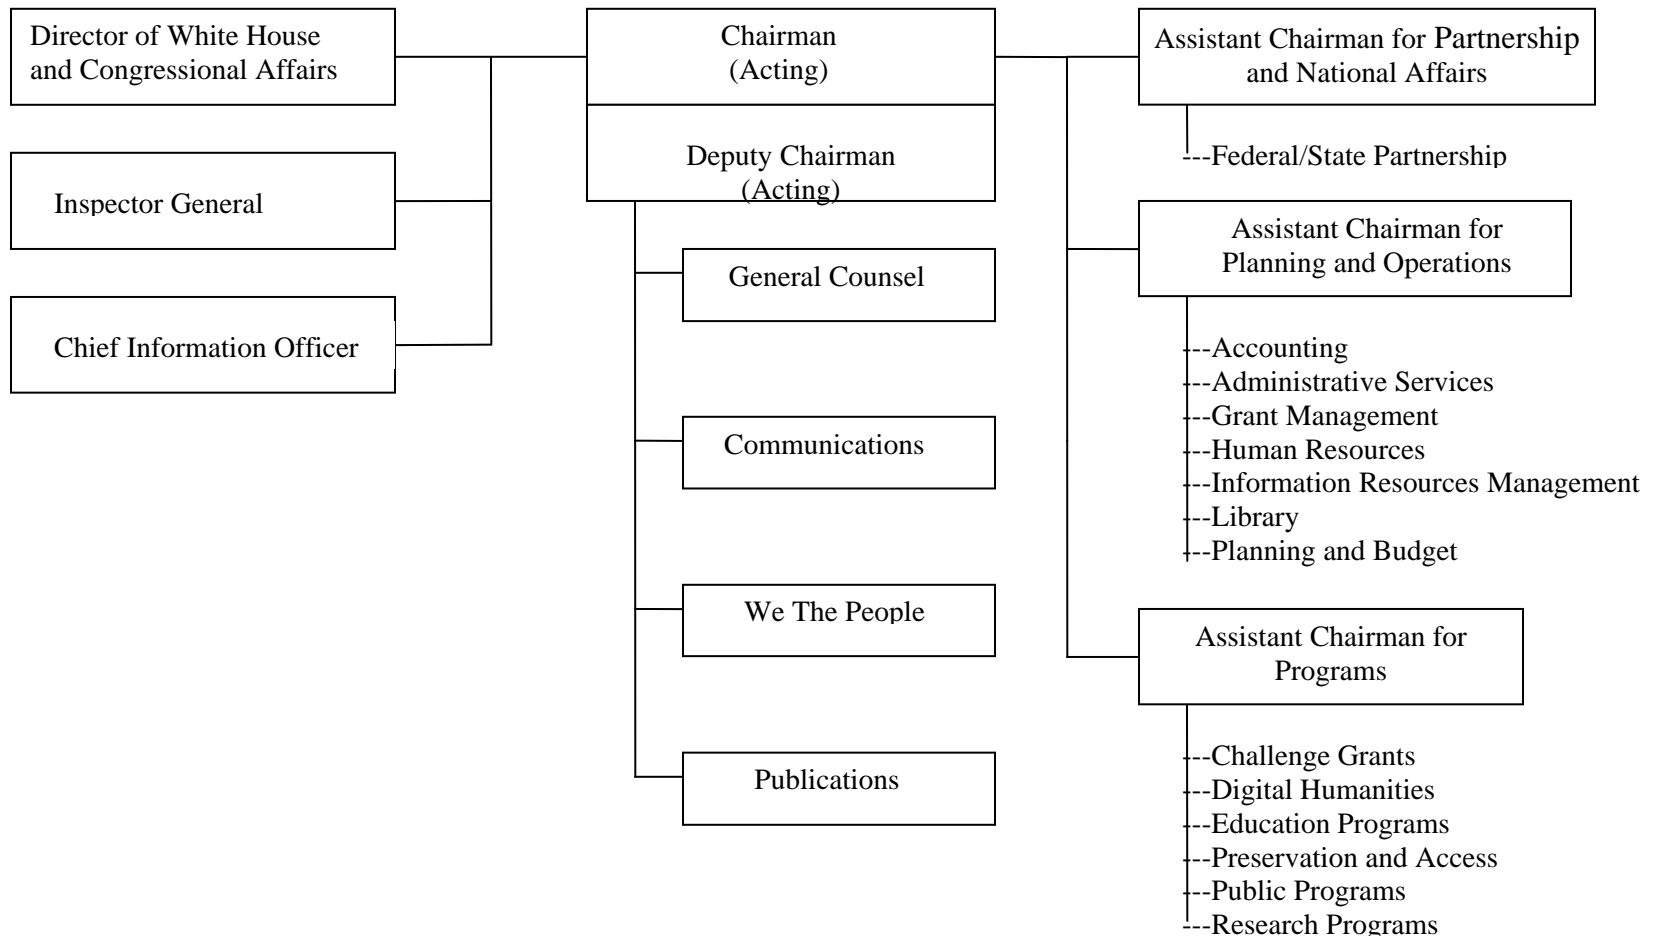 Director of White House
and Congressional Affairs
Inspector General
Chief Information Officer
Chairman
(Acting)
Deputy Chairman
(Acting)
General Counsel
Communications
We The People
Publications
Assistant Chairman for Partnership
and National Affairs
---Federal/State Partnership
Assistant Chairman for
Planning and Operations
---Accounting
---Administrative Services
---Grant Management
---Human Resources
---Information Resources Management
---Library
---Planning and Budget
Assistant Chairman for
Programs
---Challenge Grants
---Digital Humanities
---Education Programs
---Preservation and Access
---Public Programs
---Research Programs